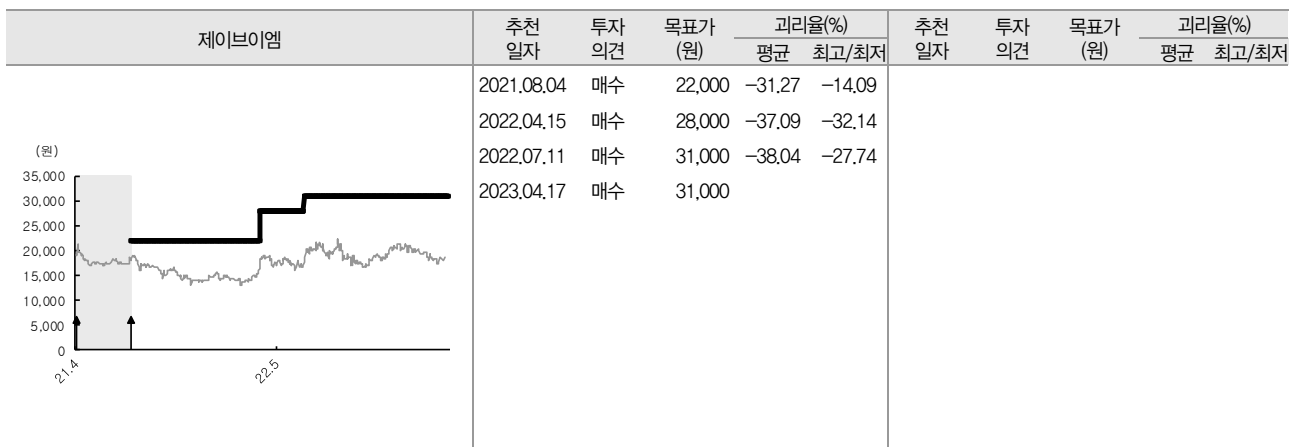 제이브이엠
추천 일자 투자 의견 목표가 (원) 괴리율(%) 평균 최고/최저 추천 일자 투자 의견 목표가 (원) 괴리율(%) 평균 최고/최저
2021.08.04 매수 22,000 -31.27 -14.09
2022.04.15 매수 28,000 -37.09 -32.14
2022.07.11 매수 31,000 -38.04 -27.74
2023.04.17 매수 31,000
(원)
35,000
30,000
25,000
20,000
15,000
10,000
5,000
0
21.4
22.5